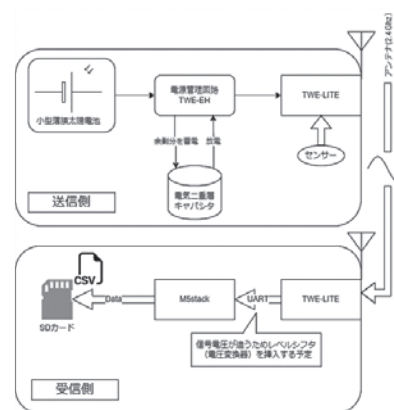 電源管理回路
TWE-EH
TWE-LITE
小型薄膜太陽電池
余剰分を蓄電
放電
センサー
電気二重層
キャパシタ
送信側
アンテナ(2.4Ghz)
CSV
Data
M5stack
UART
TWE-LITE
SDカード
信号電圧が違うためレベルシフタ
(電圧変換器)を挿入する予定
受信側